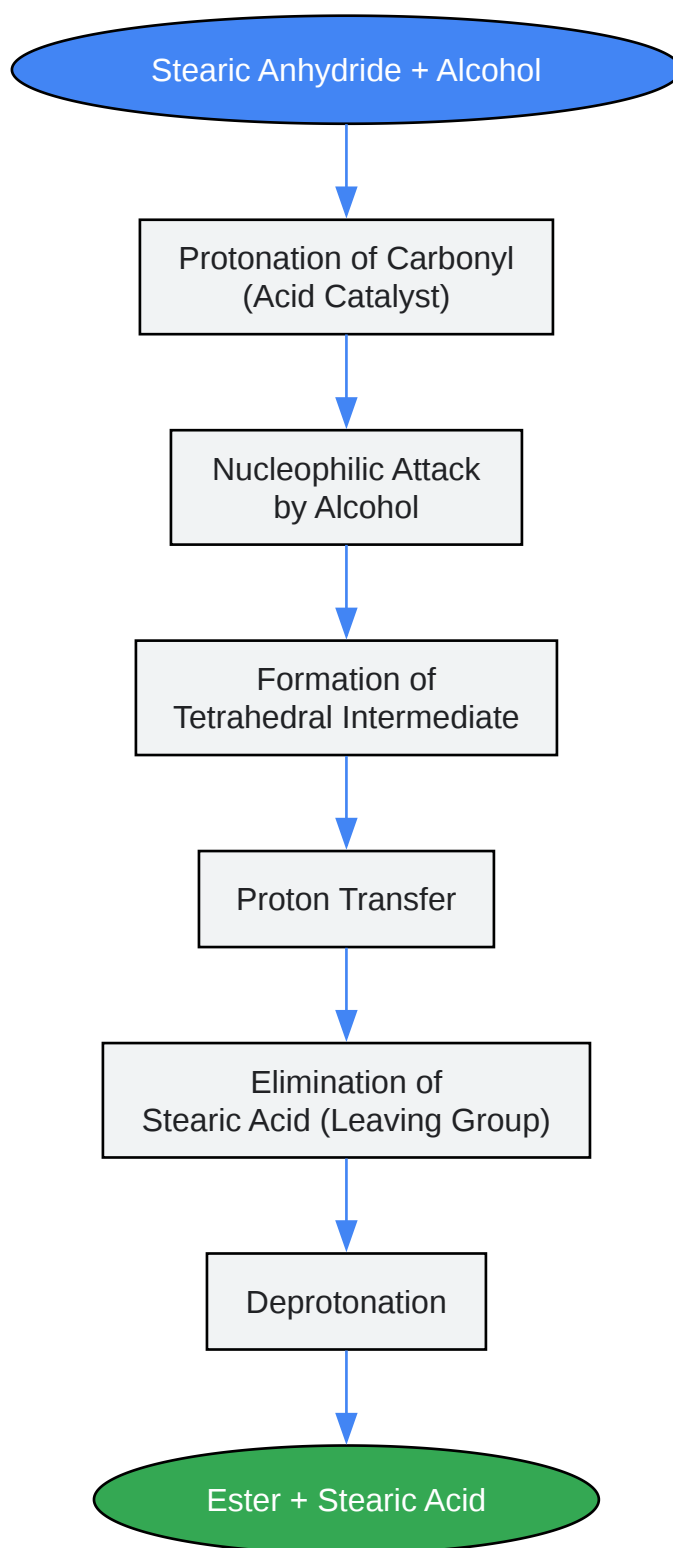 Stearic Anhydride + Alcohol
Protonation of Carbonyl
(Acid Catalyst)
Nucleophilic Attack
by Alcohol
Formation of
Tetrahedral Intermediate
Proton Transfer
Elimination of
Stearic Acid (Leaving Group)
Deprotonation
Ester + Stearic Acid